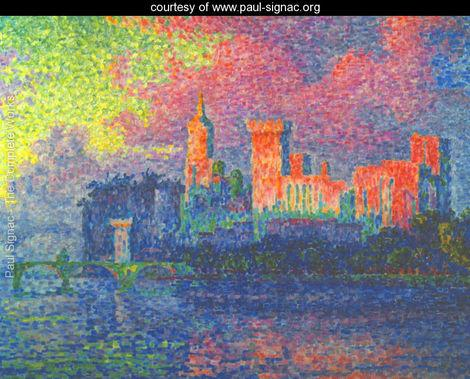 courtesy of www.paul-signac.org
Paul Signac - The Complete Works